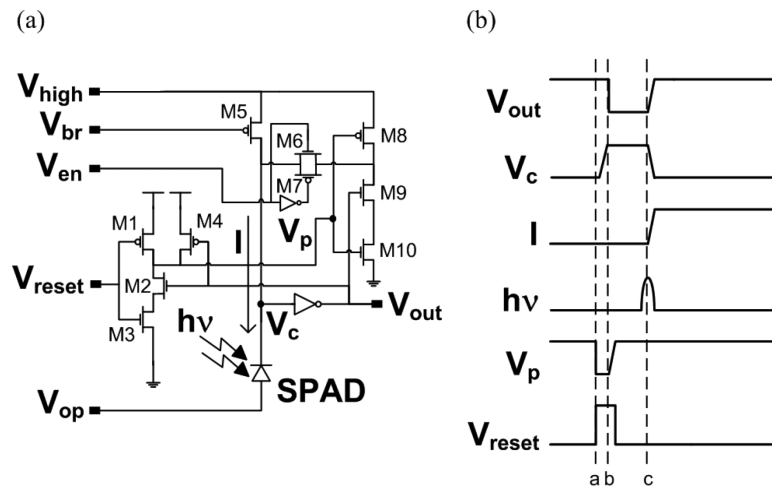 (a)
(b)
Vhigh
M5
Vbr
M6
M8
Ven
M7
M9
M1
M4
I
Vp
M10
Vreset
M2
M3
hν
Vc
Vout
SPAD
Vop
Vout
Vc
I
hν
Vp
Vreset
a b c